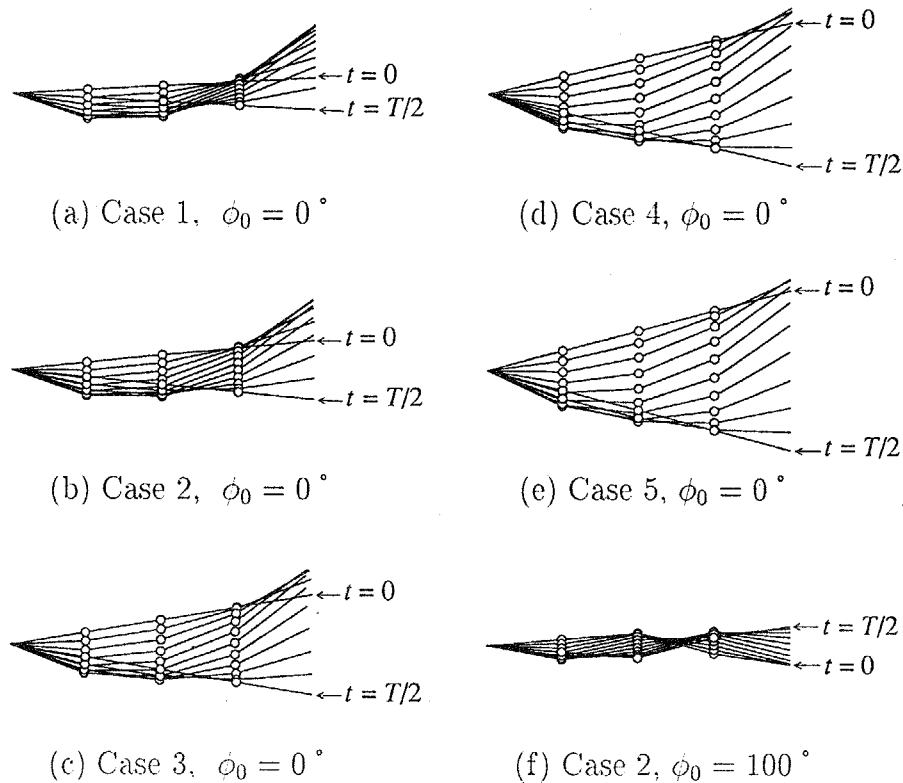 t = 0
t = T/2
(a) Case 1, ϕ₀ = 0°
t = 0
t = T/2
(b) Case 2, ϕ₀ = 0°
t = 0
t = T/2
(c) Case 3, ϕ₀ = 0°
t = 0
t = T/2
(d) Case 4, ϕ₀ = 0°
t = 0
t = T/2
(e) Case 5, ϕ₀ = 0°
t = T/2
t = 0
(f) Case 2, ϕ₀ = 100°